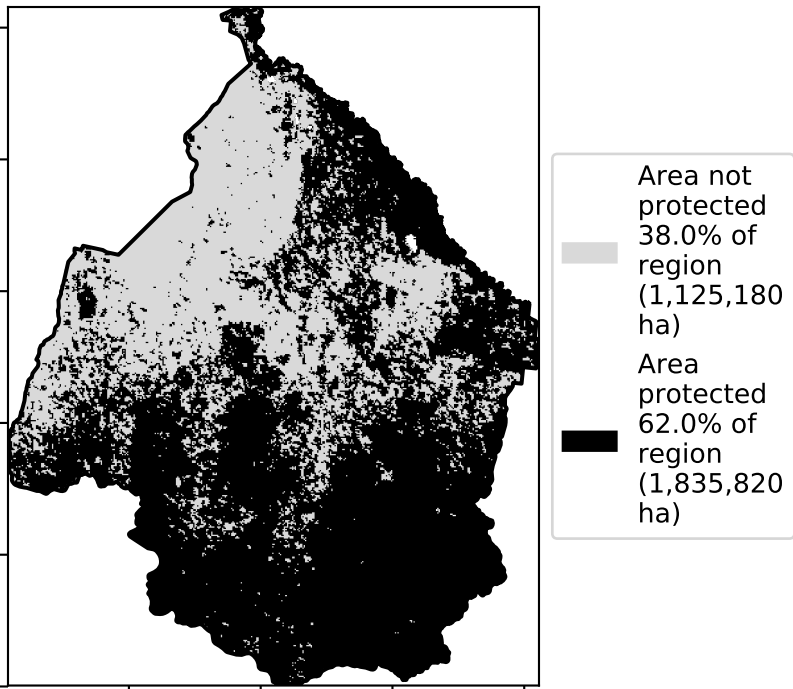 Area not
protected
38.0% of
region
(1,125,180
ha)
Area
protected
62.0% of
region
(1,835,820
ha)